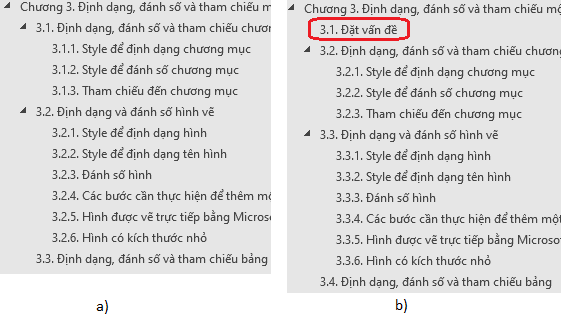 Chương 3. Định dạng, đánh số và tham chiếu
3.1. Định dạng, đánh số và tham chiếu
3.1.1. Style để định dạng chương mục
3.1.2. Style để đánh số chương mục
3.1.3. Tham chiếu đến chương mục
3.2. Định dạng và đánh số hình vẽ
3.2.1. Style để định dạng hình
3.2.2. Style để định dạng tên hình
3.2.3. Đánh số hình
3.2.4. Các bước cần thực hiện để thêm
3.2.5. Hình được vẽ trực tiếp bằng Microso
3.2.6. Hình có kích thước nhỏ
3.3. Định dạng, đánh số và tham chiếu bảng
a)
Chương 3. Định dạng, đánh số và tham chiếu
3.1. Đặt vấn đề
3.2. Định dạng, đánh số và tham chiếu chương
3.2.1. Style để định dạng chương mục
3.2.2. Style để đánh số chương mục
3.2.3. Tham chiếu đến chương mục
3.3. Định dạng và đánh số hình vẽ
3.3.1. Style để định dạng hình
3.3.2. Style để định dạng tên hình
3.3.3. Đánh số hình
3.3.4. Các bước cần thực hiện để thêm một
3.3.5. Hình được vẽ trực tiếp bằng Microso
3.3.6. Hình có kích thước nhỏ
3.4. Định dạng, đánh số và tham chiếu bảng
b)